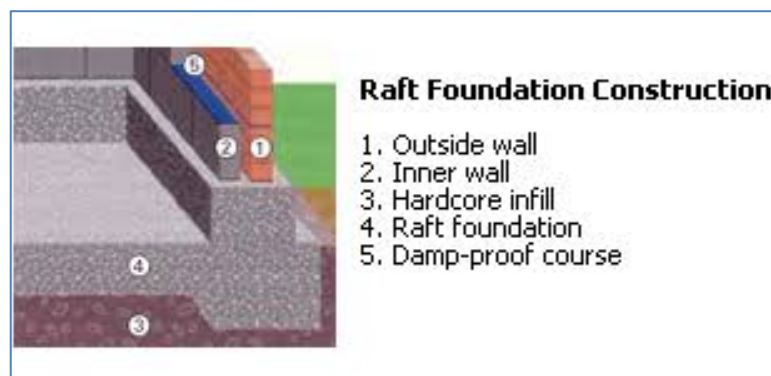 Raft Foundation Construction
1. Outside wall
2. Inner wall
3. Hardcore infill
4. Raft foundation
5. Damp-proof course
5
2
1
4
3